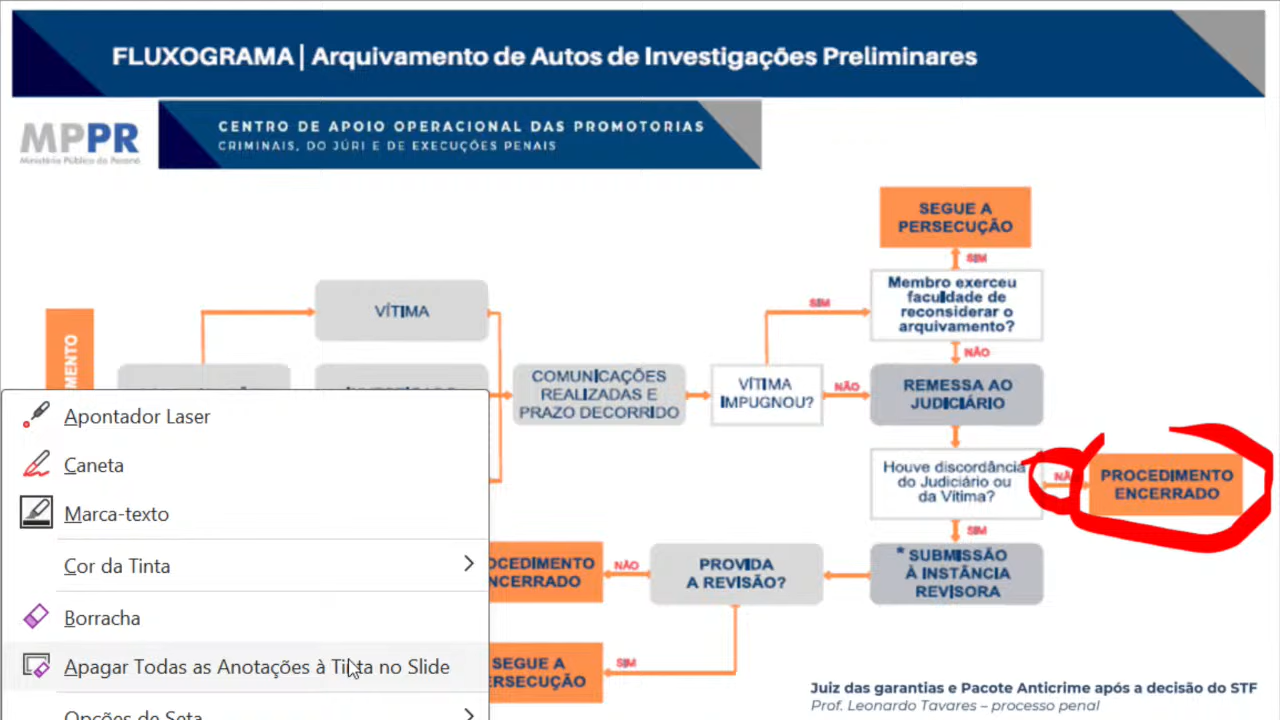 FLUXOGRAMA | Arquivamento de Autos de Investigações Preliminares
MPPR
Ministério Público do Paraná
CENTRO DE APOIO OPERACIONAL DAS PROMOTORIAS
CRIMINAIS, DO JÚRI E DE EXECUÇÕES PENAIS
SEGUE A
PERSECUÇÃO
SIM
Membro exerceu
faculdade de
reconsiderar o
arquivamento?
NÃO
VÍTIMA
SIM
MENTO
COMUNICAÇÕES
REALIZADAS E
PRAZO DECORRIDO
VÍTIMA
IMPUGNOU?
NÃO
REMESSA AO
JUDICIÁRIO
Houve discordância
do Judiciário ou
da Vítima?
NÃ
PROCEDIMENTO
ENCERRADO
SIM
* SUBMISSÃO
À INSTÂNCIA
REVISORA
PROVIDA
A REVISÃO?
NÃO
OCEDIMENTO
NCERRADO
SIM
SEGUE A
ERSECUÇÃO
Apontador Laser
Caneta
Marca-texto
Cor da Tinta
Borracha
Apagar Todas as Anotações à Tinta no Slide
Opções de Seta
Juiz das garantias e Pacote Anticrime após a decisão do STF
Prof. Leonardo Tavares – processo penal